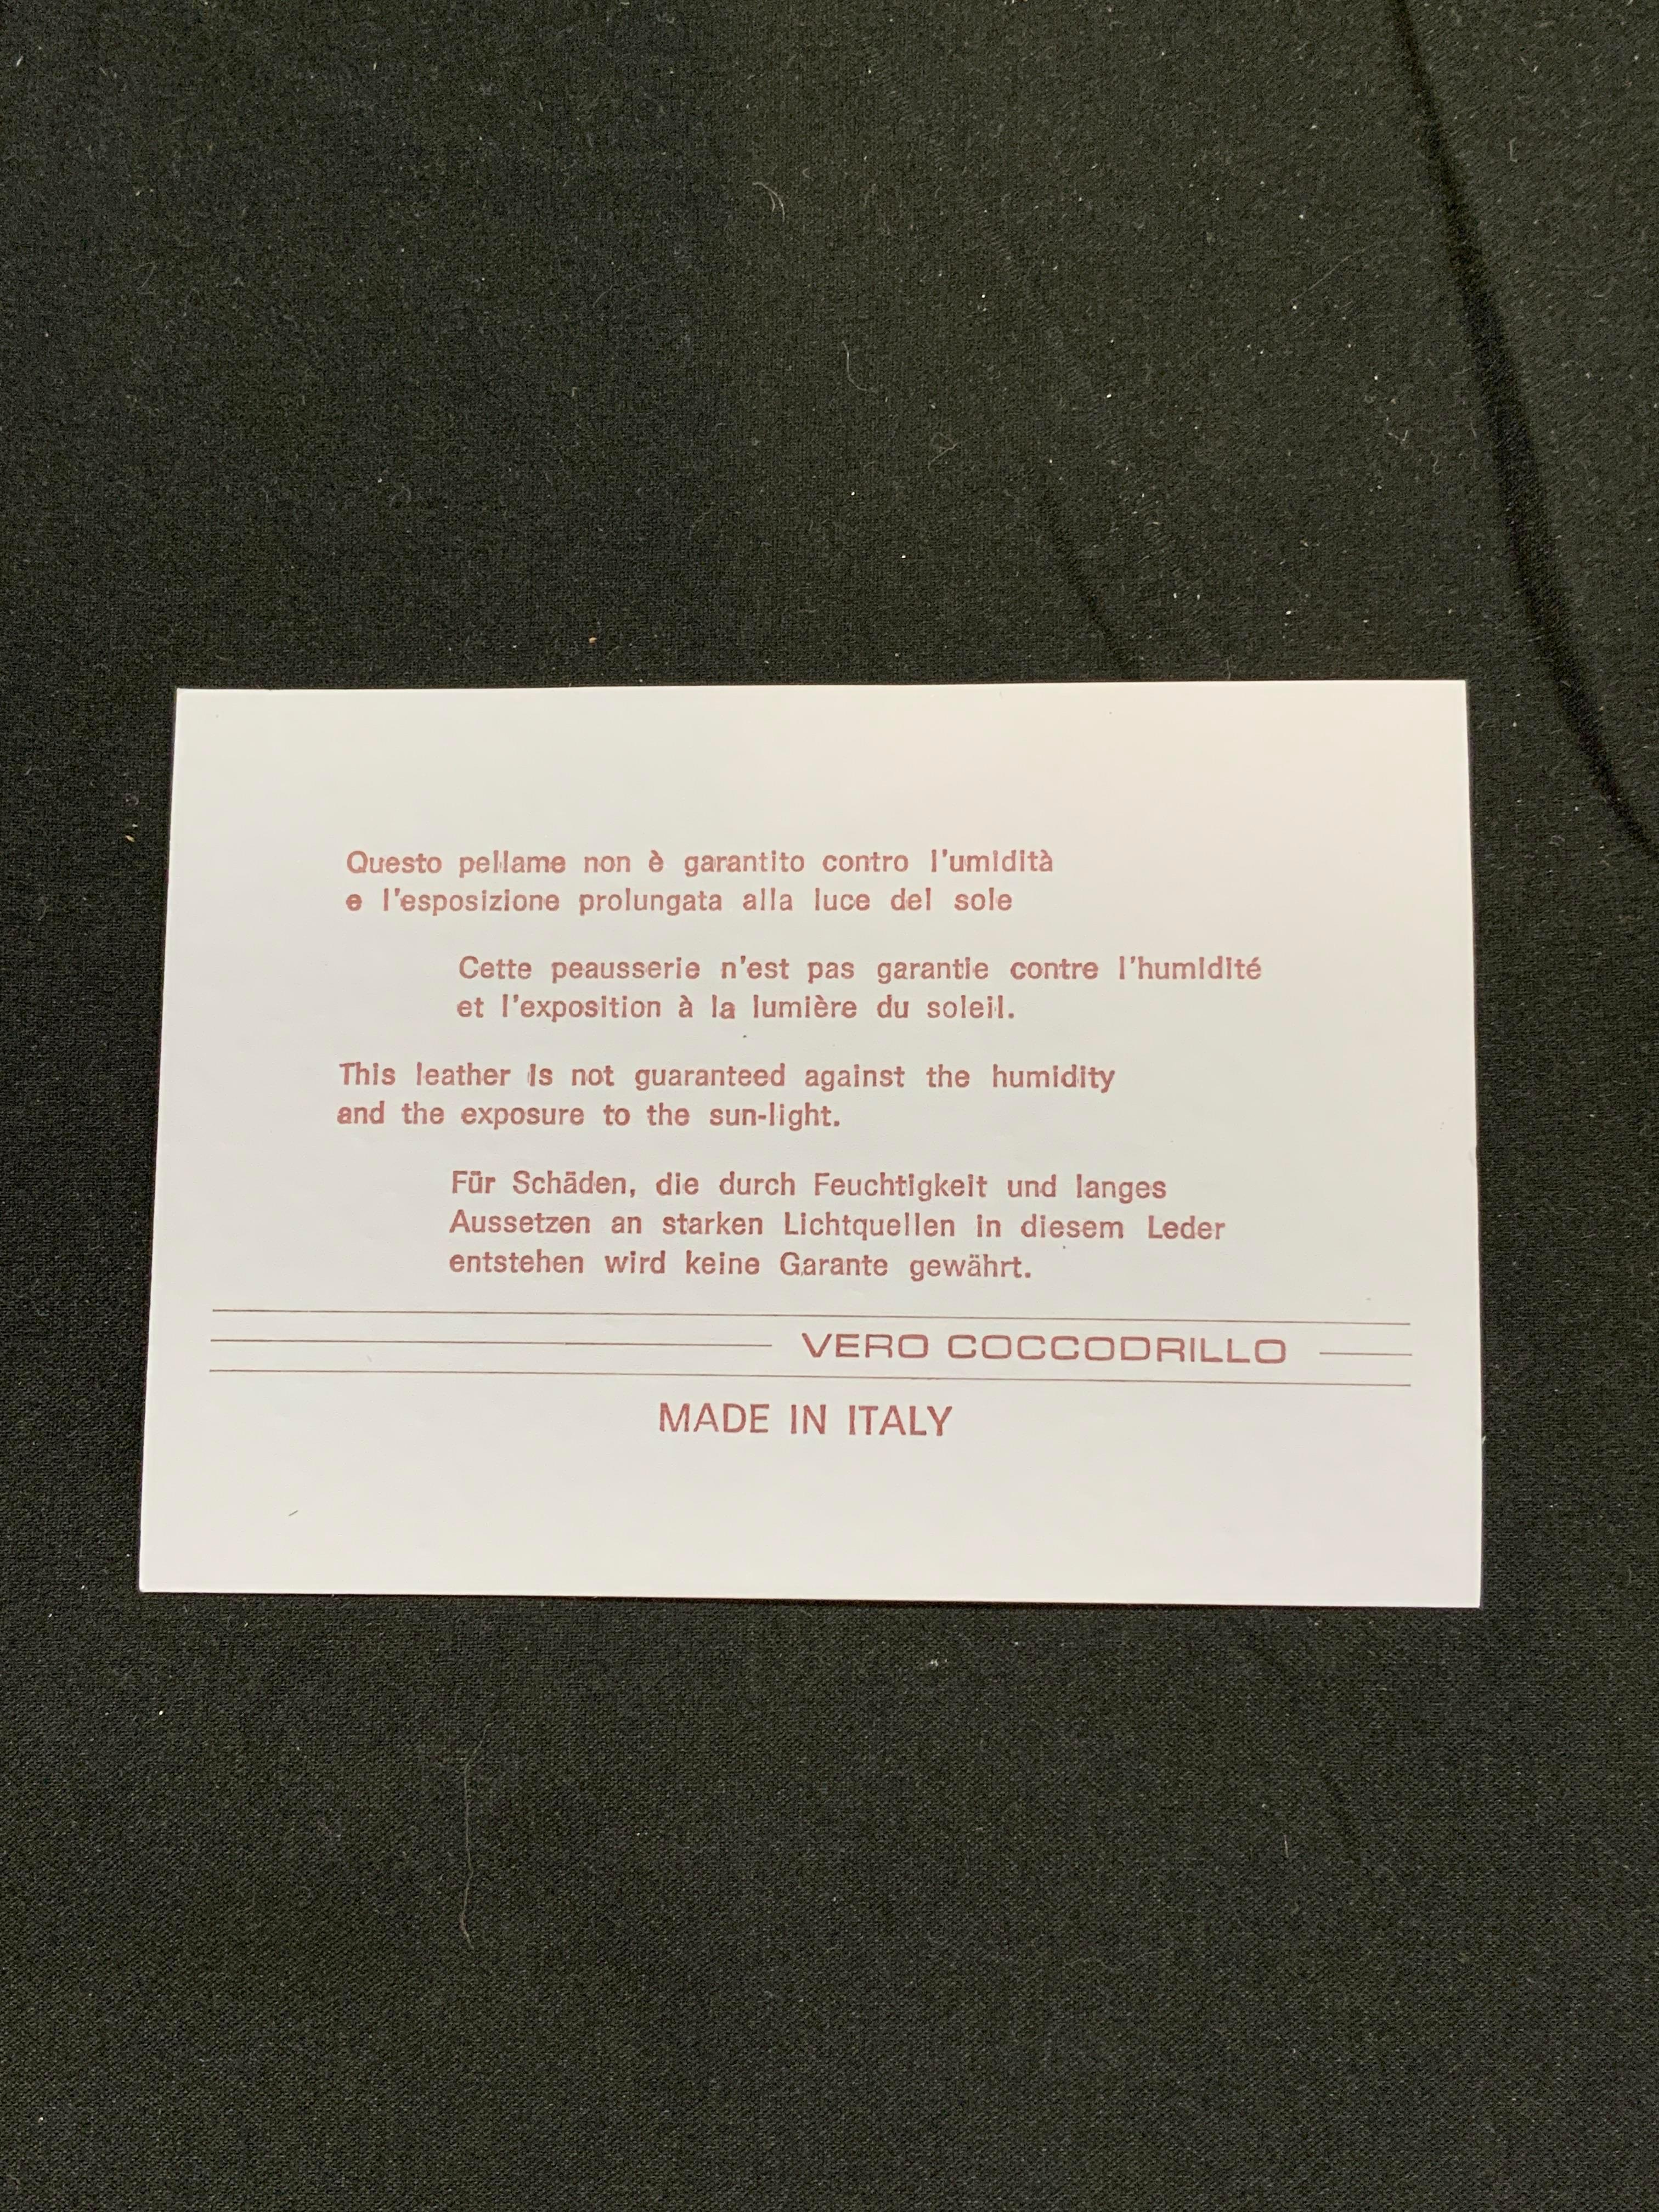 Questo pellame non è garantito contro l'umidità
e l'esposizione prolungata alla luce del sole
Cette peausserie n'est pas garantie contre l'humidité
et l'exposition à la lumière du soleil.
This leather is not guaranteed against the humidity
and the exposure to the sun-light.
Für Schäden, die durch Feuchtigkeit und langes
Aussetzen an starken Lichtquellen in diesem Leder
entstehen wird keine Garante gewährt.
VERO COCCODRILLO
MADE IN ITALY